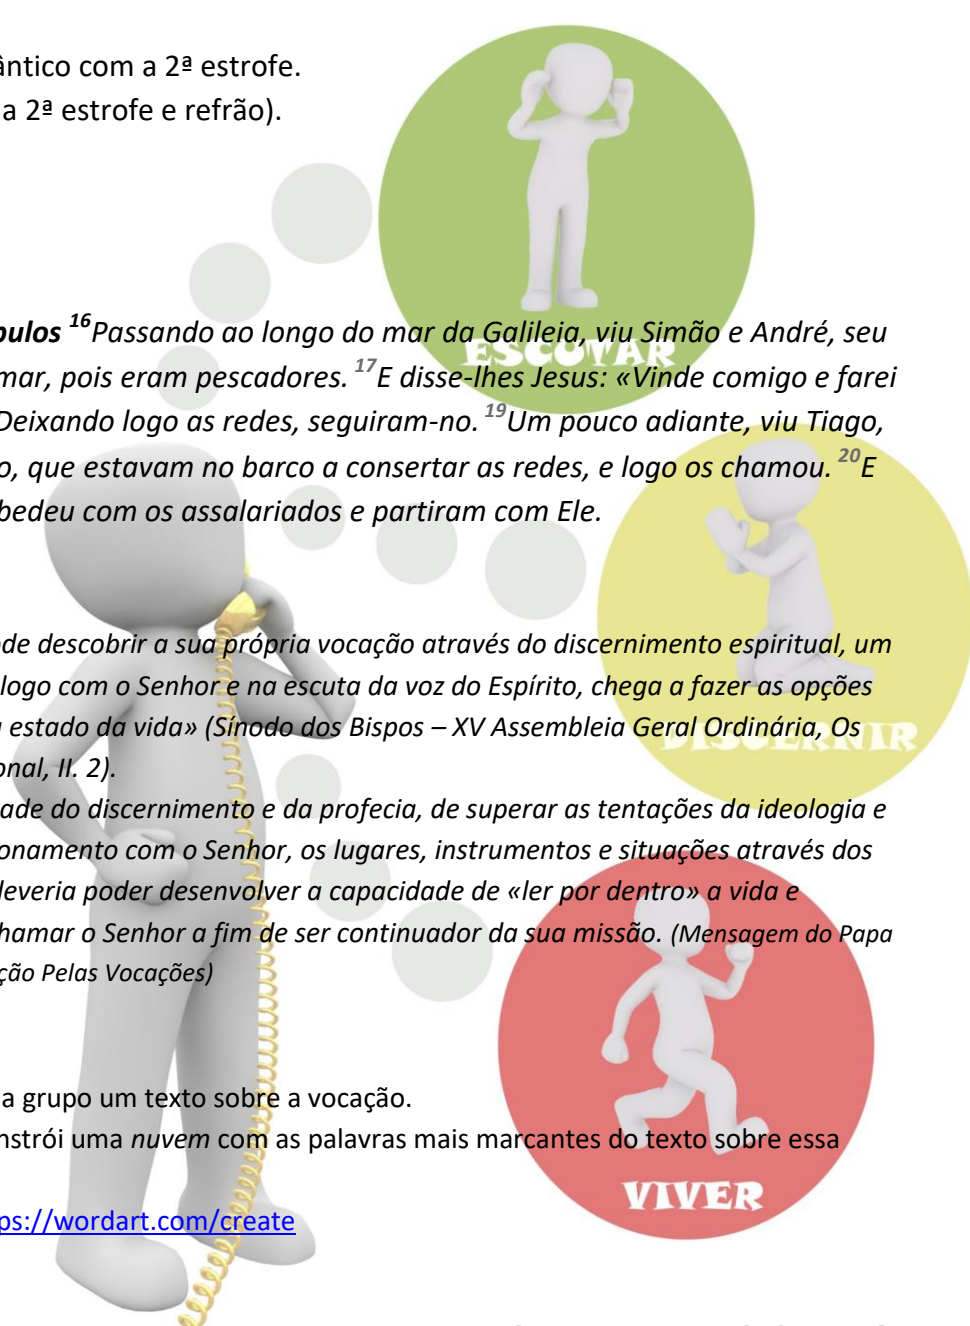 ântico com a 2ª estrofe.
a 2ª estrofe e refrão).
pulos ¹⁶Passando ao longo do mar da Galileia, viu Simão e André, seu
ESCUTAR
mar, pois eram pescadores. ¹⁷E disse-lhes Jesus: «Vinde comigo e farei
Deixando logo as redes, seguiram-no. ¹⁹Um pouco adiante, viu Tiago,
o, que estavam no barco a consertar as redes, e logo os chamou. ²⁰E
bedeu com os assalariados e partiram com Ele.
ode descobrir a sua própria vocação através do discernimento espiritual, um
logo com o Senhor e na escuta da voz do Espírito, chega a fazer as opções
estado da vida» (Sínodo dos Bispos – XV Assembleia Geral Ordinária, Os
DISCERNIR
onal, II. 2).
ade do discernimento e da profecia, de superar as tentações da ideologia e
onamento com o Senhor, os lugares, instrumentos e situações através dos
deveria poder desenvolver a capacidade de «ler por dentro» a vida e
hamar o Senhor a fim de ser continuador da sua missão. (Mensagem do Papa
ção Pelas Vocações)
a grupo um texto sobre a vocação.
nstrói uma nuvem com as palavras mais marcantes do texto sobre essa
VIVER
ps://wordart.com/create